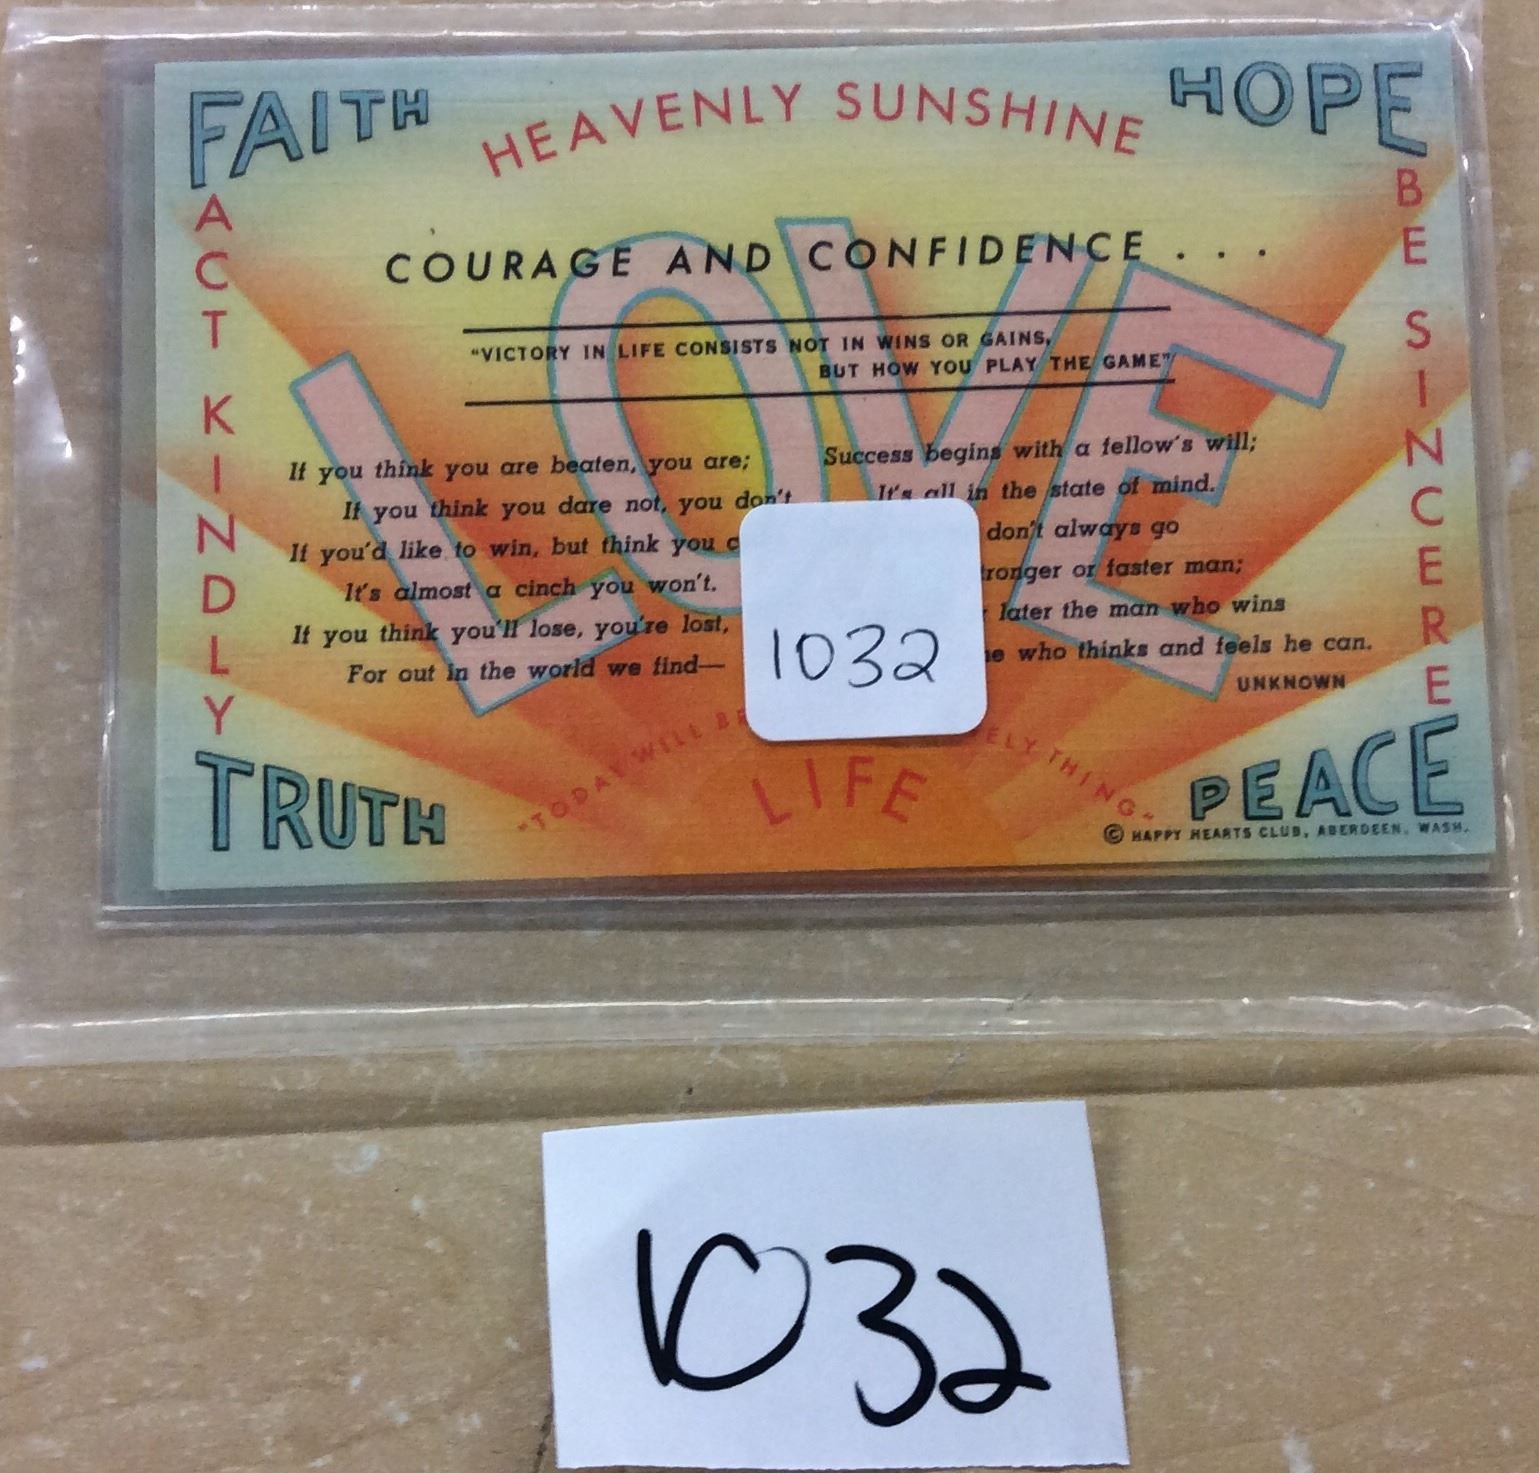 FAITH
HEAVENLY SUNSHINE
HOPE
ACT KINDLY
BE SINCERE
LOVE
COURAGE AND CONFIDENCE . . .
"VICTORY IN LIFE CONSISTS NOT IN WINS OR GAINS,
BUT HOW YOU PLAY THE GAME"
If you think you are beaten, you are;
If you think you dare not, you don't
If you'd like to win, but think you
It's almost a cinch you won't.
If you think you'll lose, you're lost,
For out in the world we find—
Success begins with a fellow's will;
It's all in the state of mind.
don't always go
or faster man;
later the man who wins
who thinks and feels he can.
UNKNOWN
1032
"TODAY WILL BE
THING."
LIFE
TRUTH
PEACE
© HAPPY HEARTS CLUB, ABERDEEN, WASH.
1032